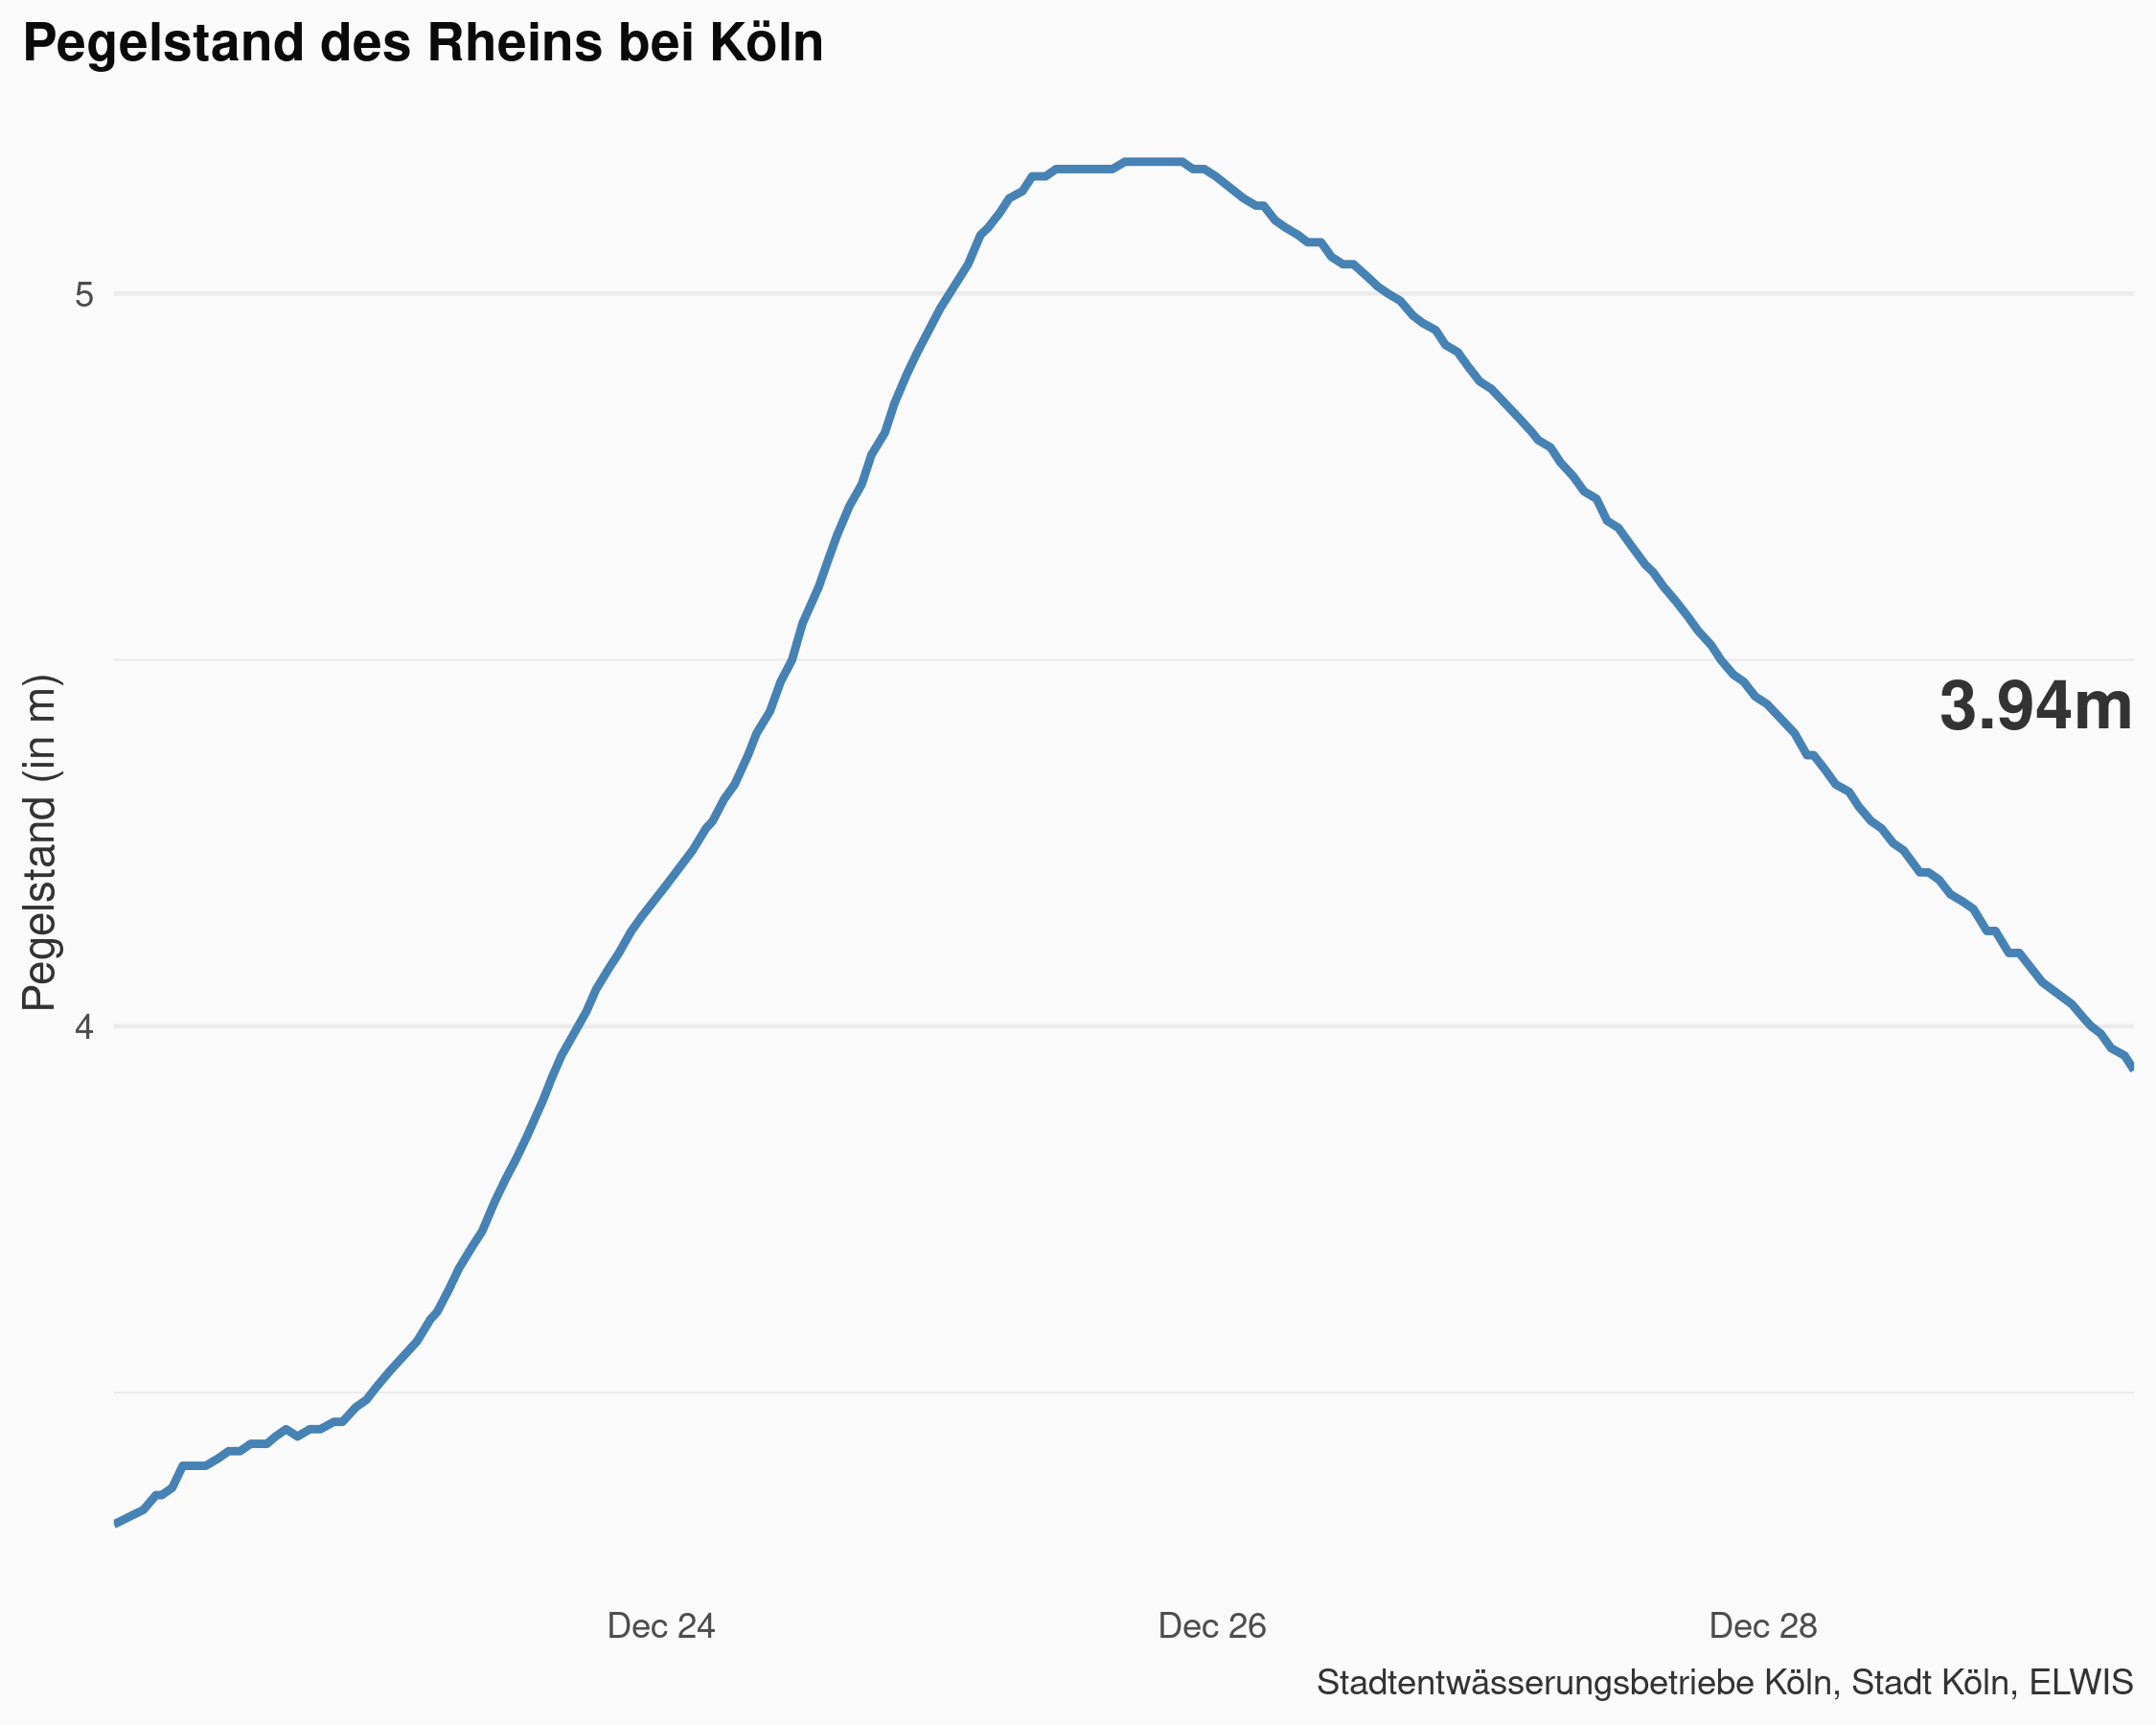 Pegelstand des Rheins bei Köln
Pegelstand (in m)
5
3.94m
4
Dec 24
Dec 26
Dec 28
Stadtentwässerungsbetriebe Köln, Stadt Köln, ELWIS